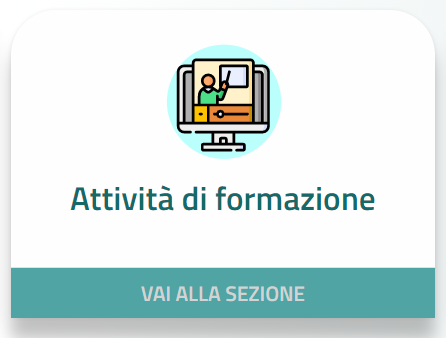 Attività di formazione
VAI ALLA SEZIONE